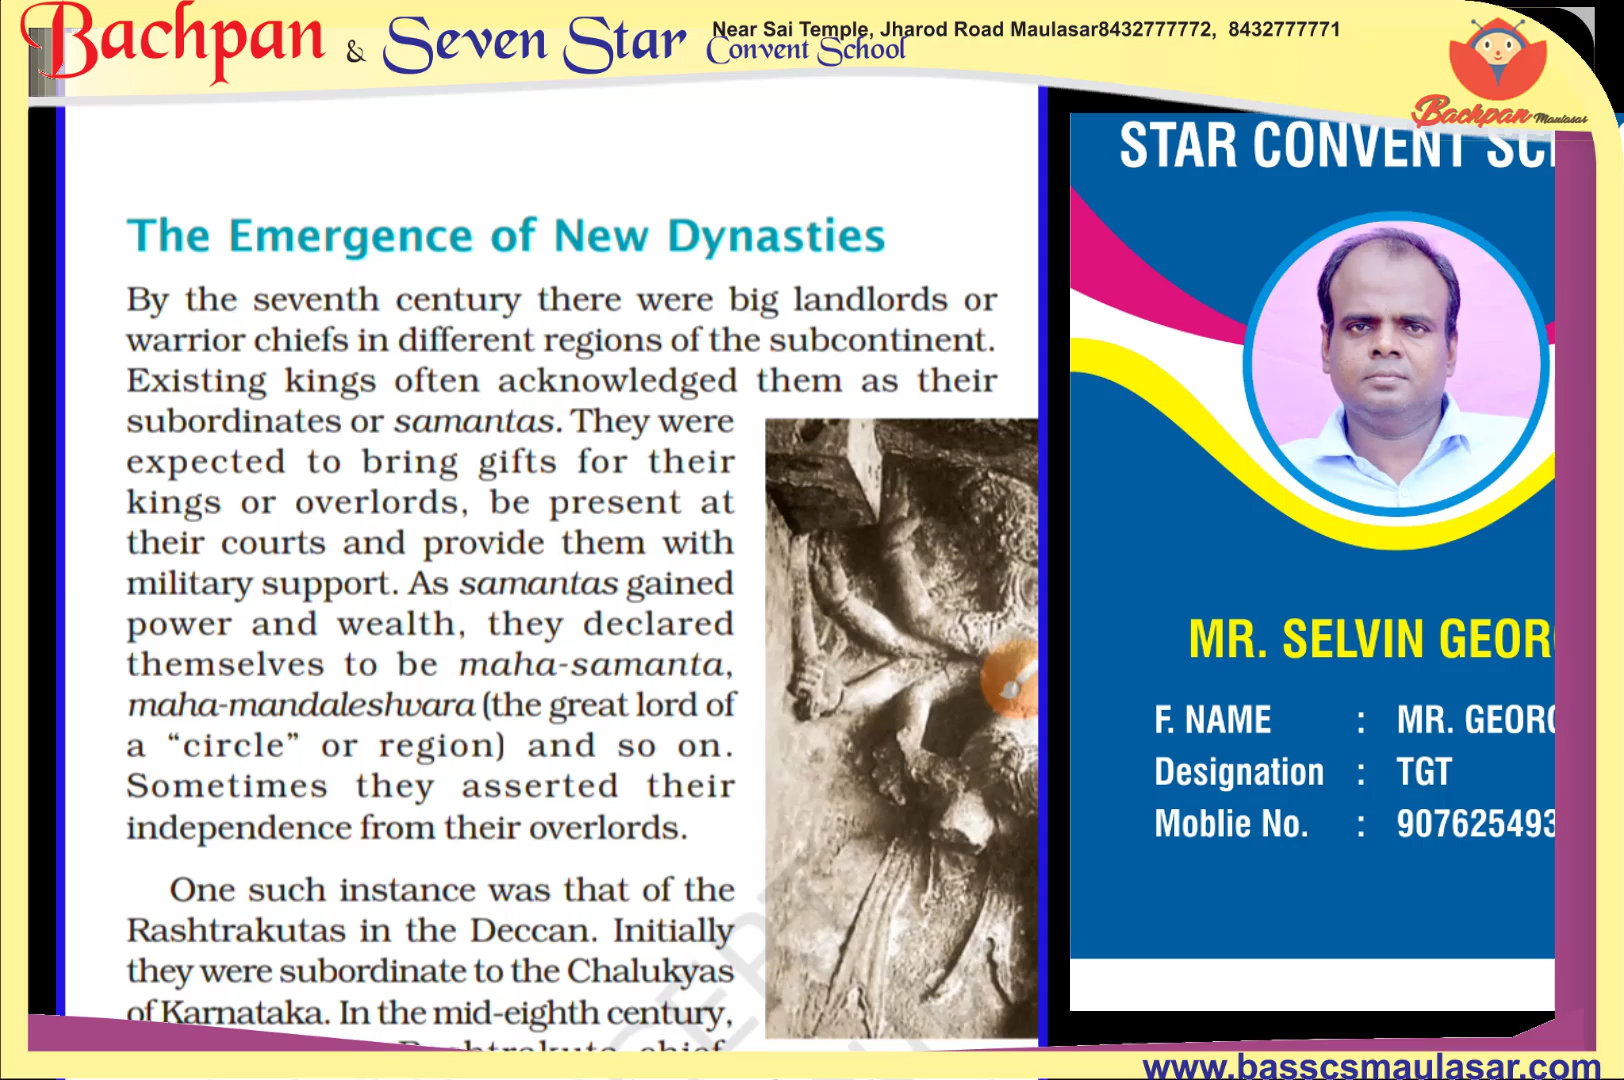 Bachpan & Seven Star Convent School
Near Sai Temple, Jharod Road Maulasar8432777772, 8432777771
Bachpan Maulasar
The Emergence of New Dynasties
By the seventh century there were big landlords or
warrior chiefs in different regions of the subcontinent.
Existing kings often acknowledged them as their
subordinates or samantas. They were
expected to bring gifts for their
kings or overlords, be present at
their courts and provide them with
military support. As samantas gained
power and wealth, they declared
themselves to be maha-samanta,
maha-mandaleshvara (the great lord of
a “circle” or region) and so on.
Sometimes they asserted their
independence from their overlords.
One such instance was that of the
Rashtrakutas in the Deccan. Initially
they were subordinate to the Chalukyas
of Karnataka. In the mid-eighth century,
STAR CONVENT SC
MR. SELVIN GEOR
F. NAME : MR. GEOR
Designation : TGT
Moblie No. : 907625493
www.basscsmaulasar.com